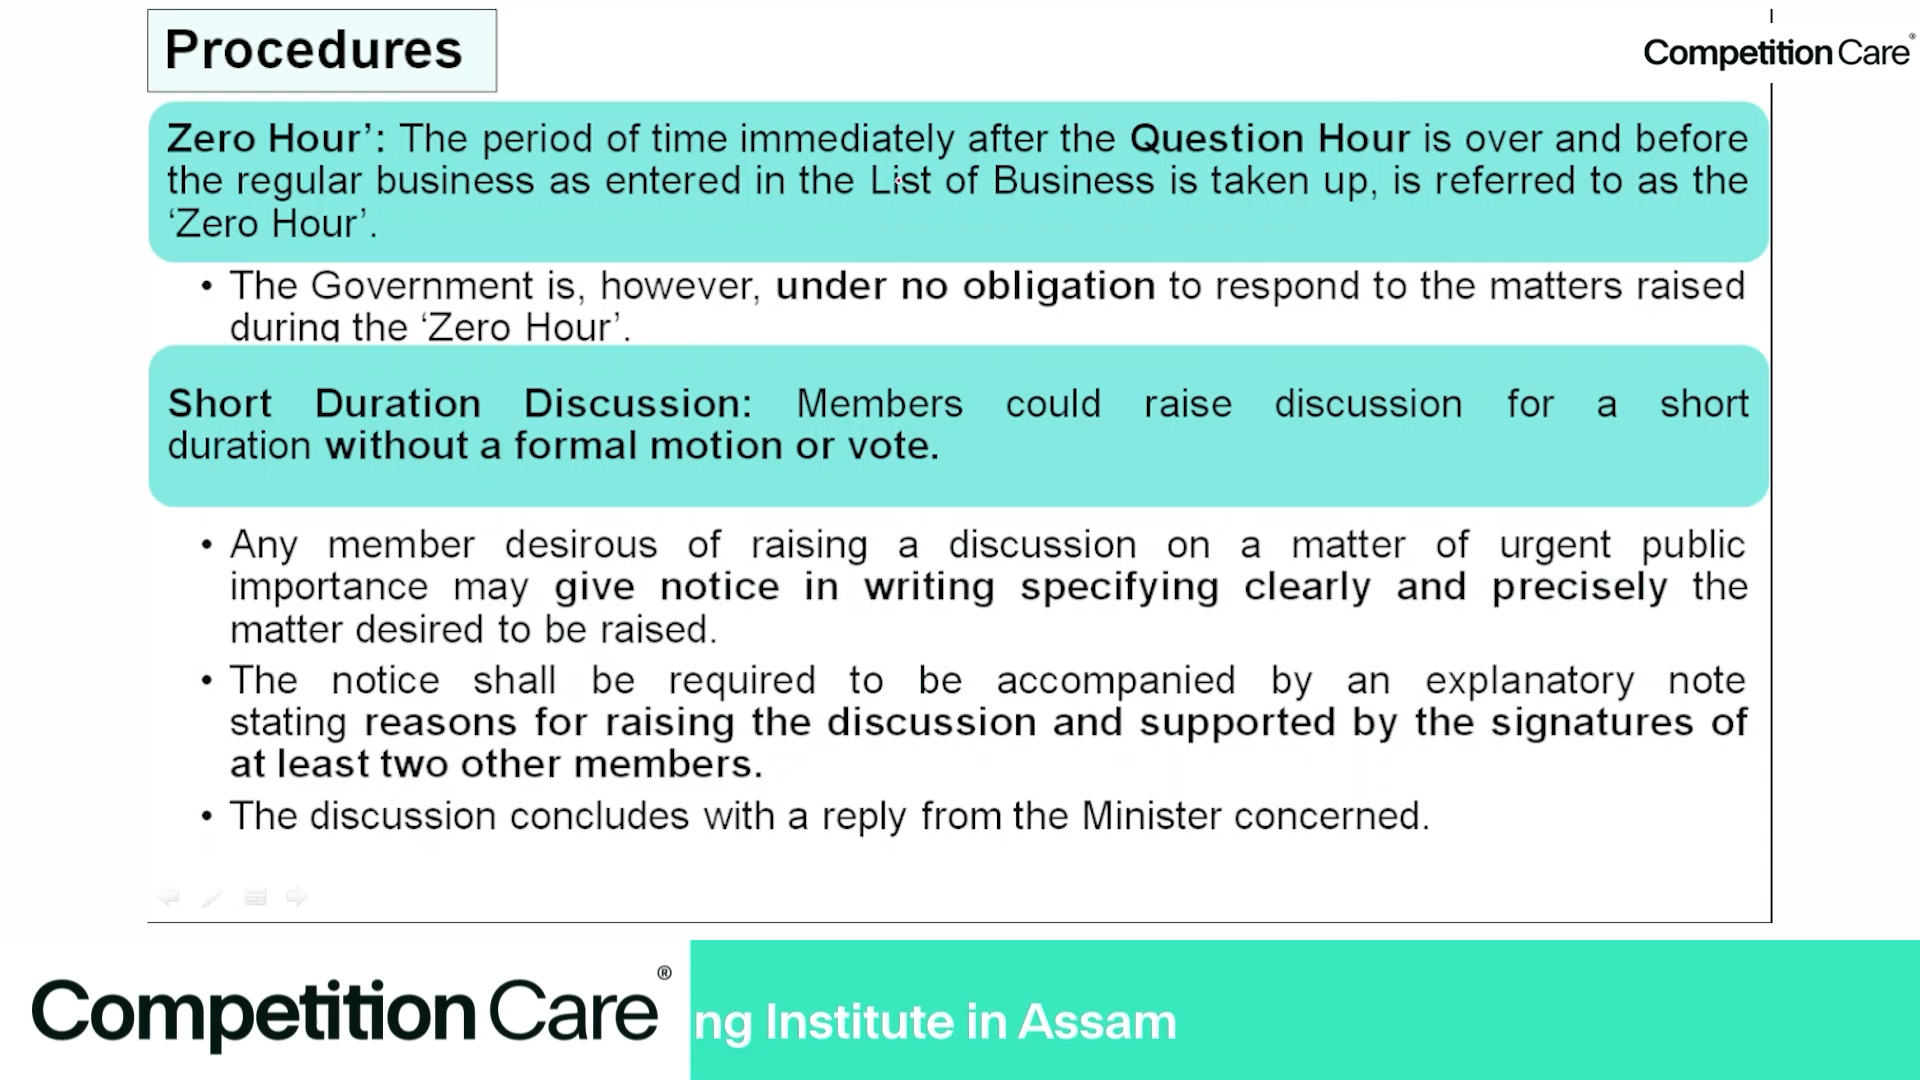 Procedures
Competition Care
Zero Hour’: The period of time immediately after the Question Hour is over and before
the regular business as entered in the List of Business is taken up, is referred to as the
‘Zero Hour’.
• The Government is, however, under no obligation to respond to the matters raised
during the ‘Zero Hour’.
Short Duration Discussion: Members could raise discussion for a short
duration without a formal motion or vote.
• Any member desirous of raising a discussion on a matter of urgent public
importance may give notice in writing specifying clearly and precisely the
matter desired to be raised.
• The notice shall be required to be accompanied by an explanatory note
stating reasons for raising the discussion and supported by the signatures of
at least two other members.
• The discussion concludes with a reply from the Minister concerned.
Competition Care®
ng Institute in Assam